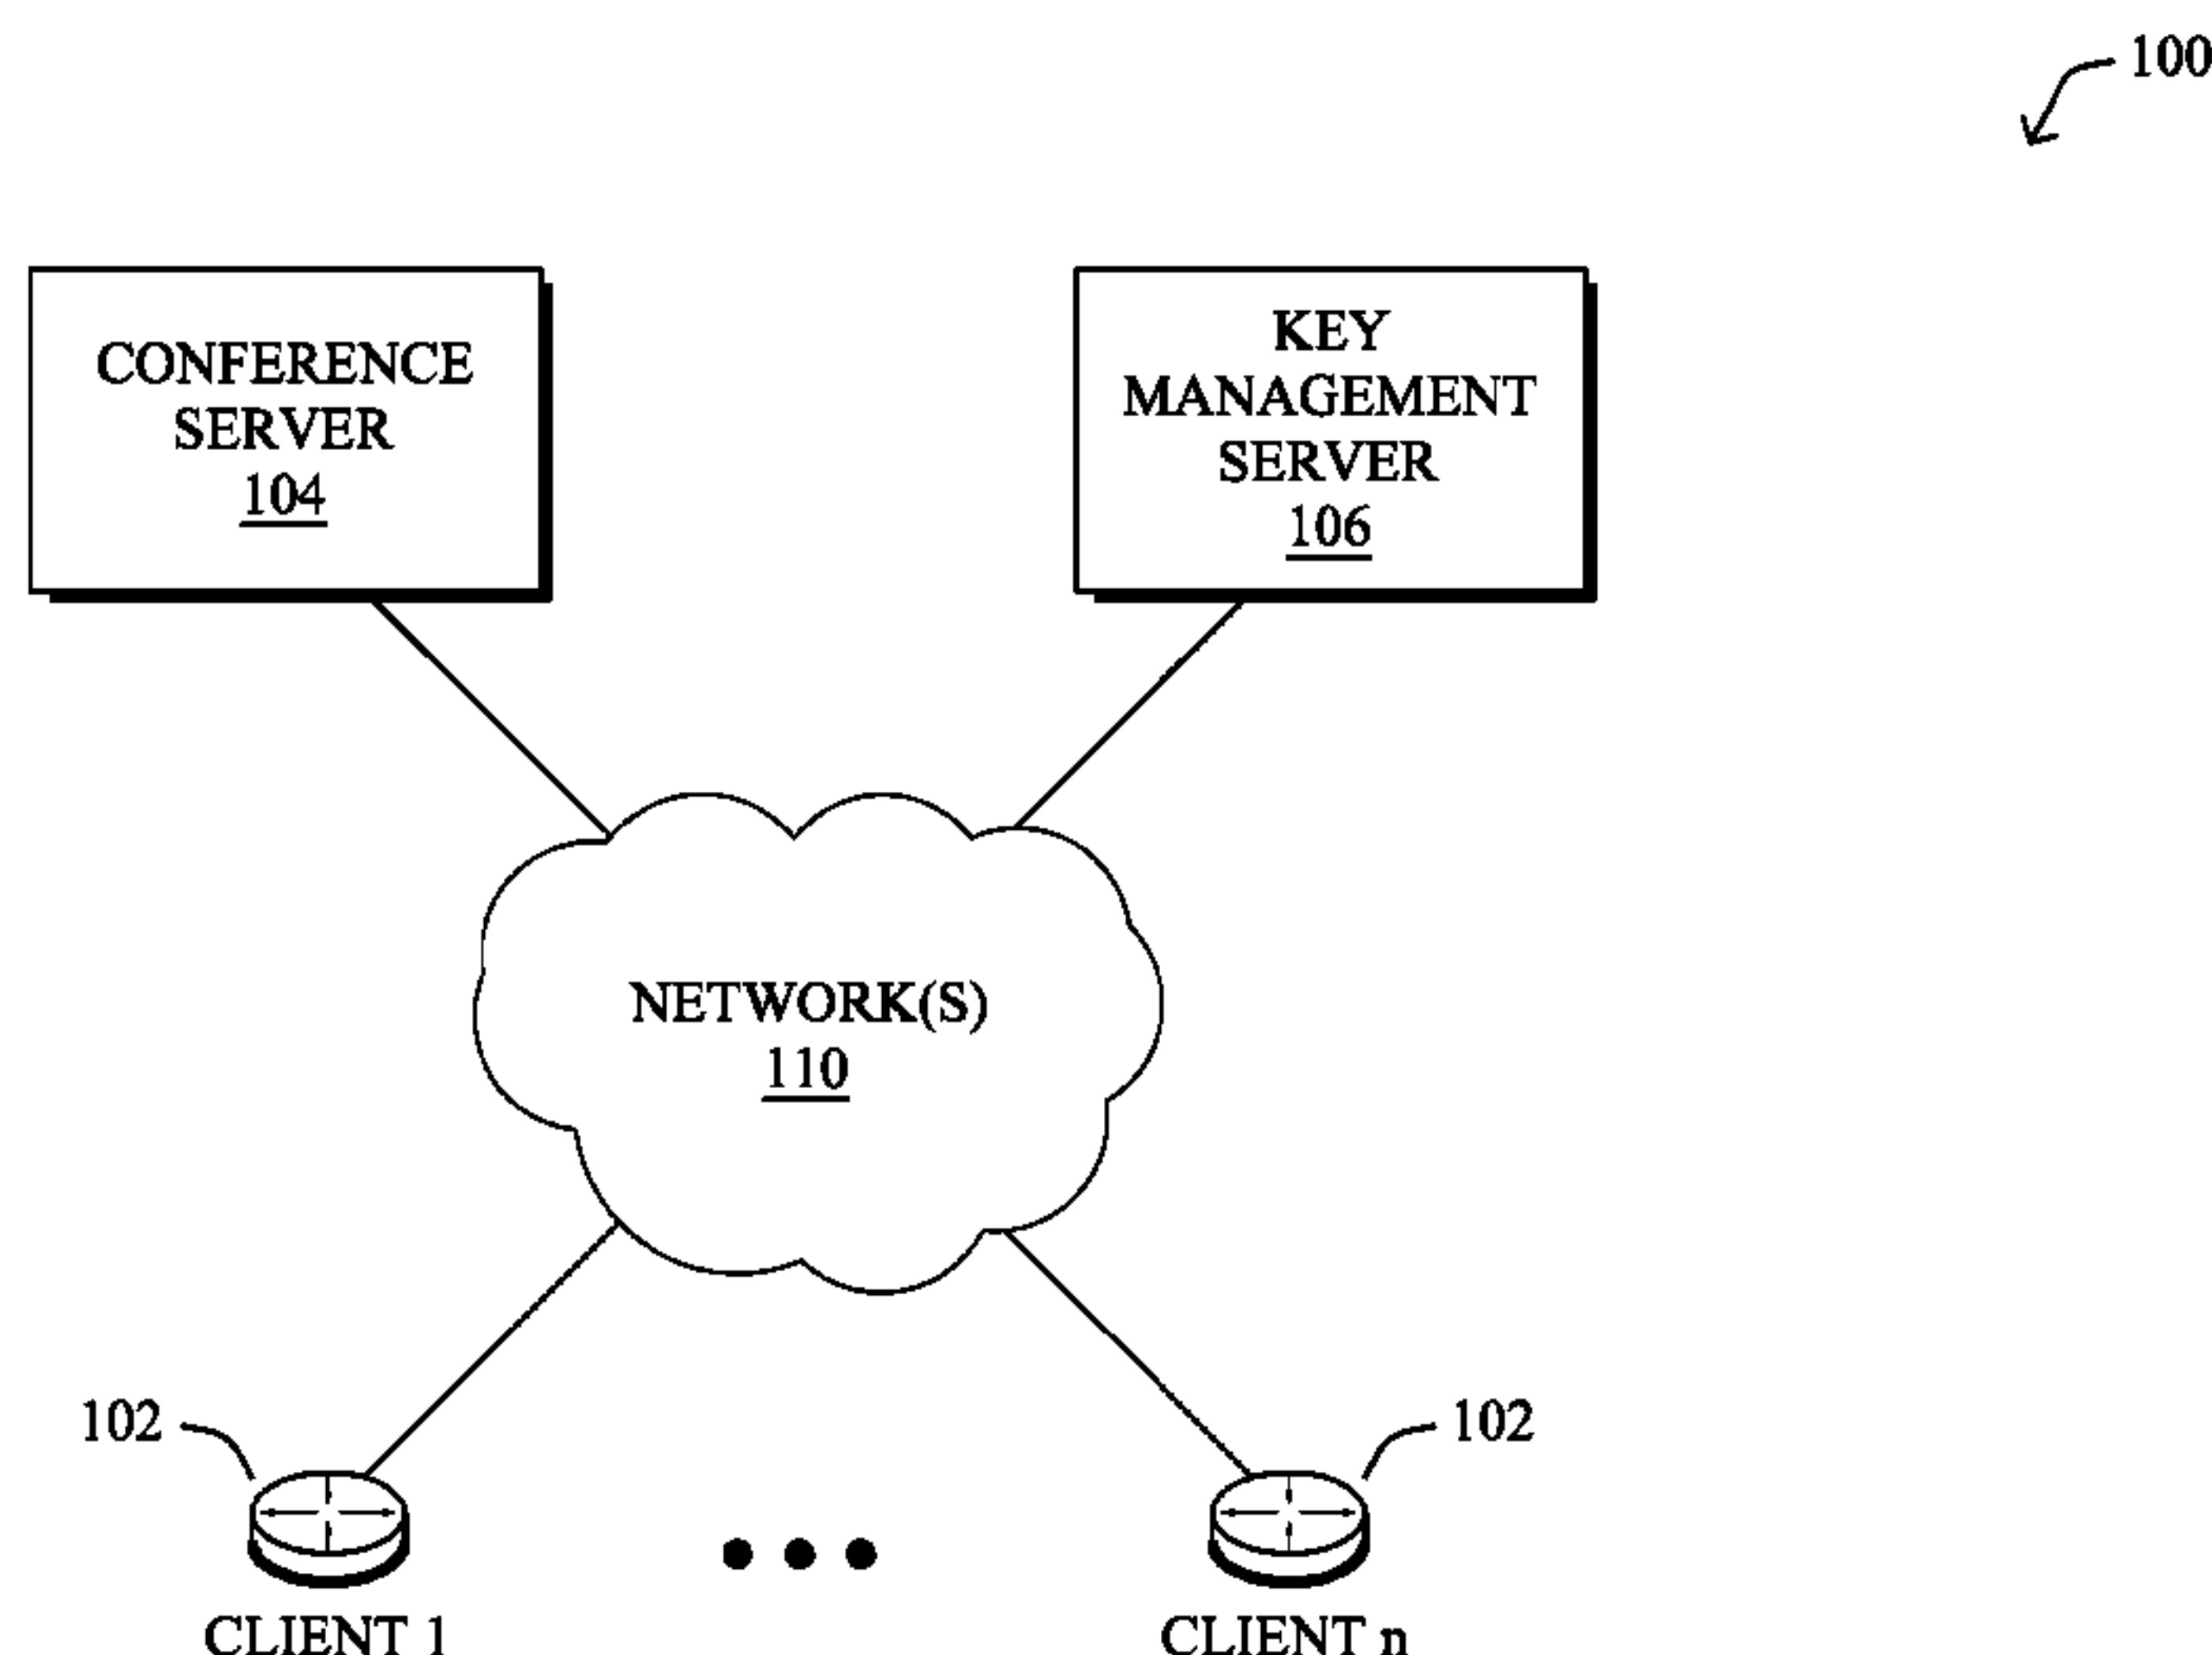 100
CONFERENCE
SERVER
104
KEY
MANAGEMENT
SERVER
106
NETWORK(S)
110
102
102
CLIENT 1
CLIENT n